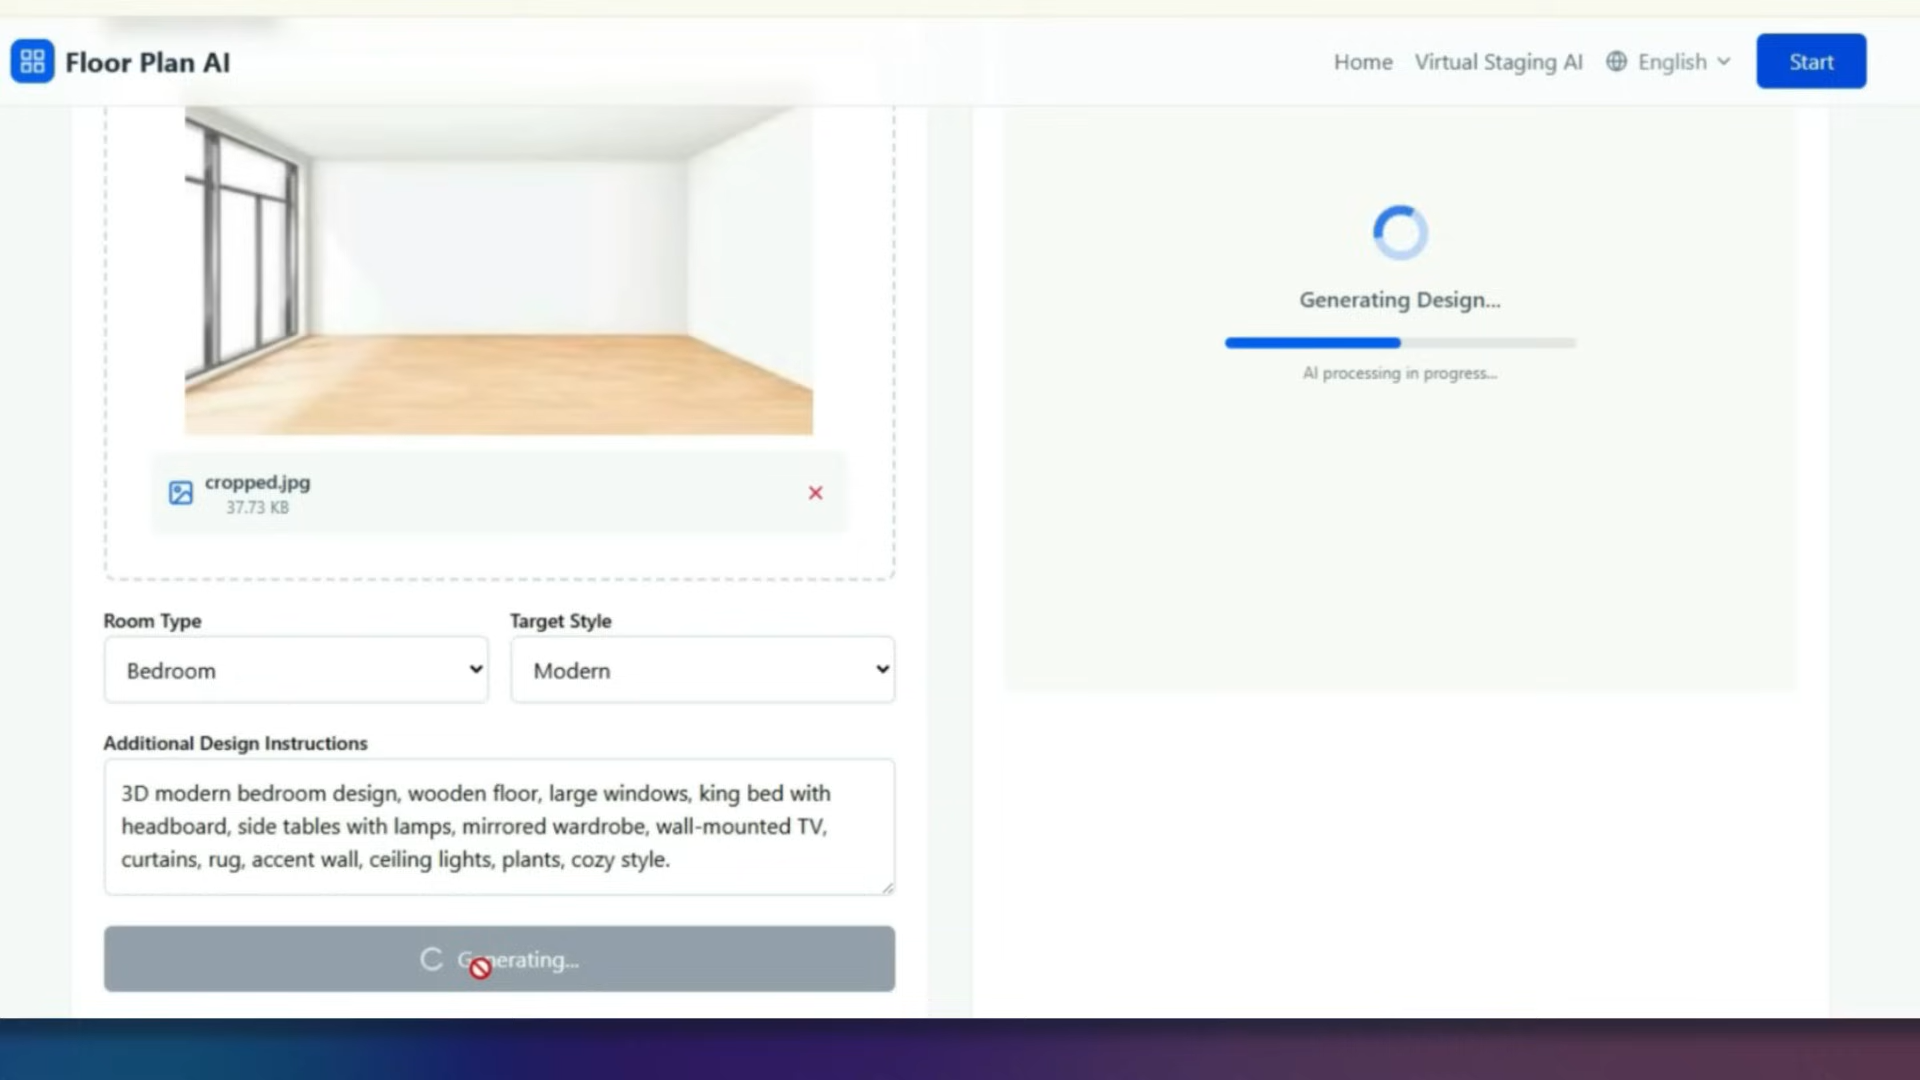 Floor Plan AI
Home
Virtual Staging AI
English
Start
cropped.jpg
37.73 KB
Room Type
Target Style
Bedroom
Modern
Additional Design Instructions
3D modern bedroom design, wooden floor, large windows, king bed with
headboard, side tables with lamps, mirrored wardrobe, wall-mounted TV,
curtains, rug, accent wall, ceiling lights, plants, cozy style.
Generating...
Generating Design...
AI processing in progress...